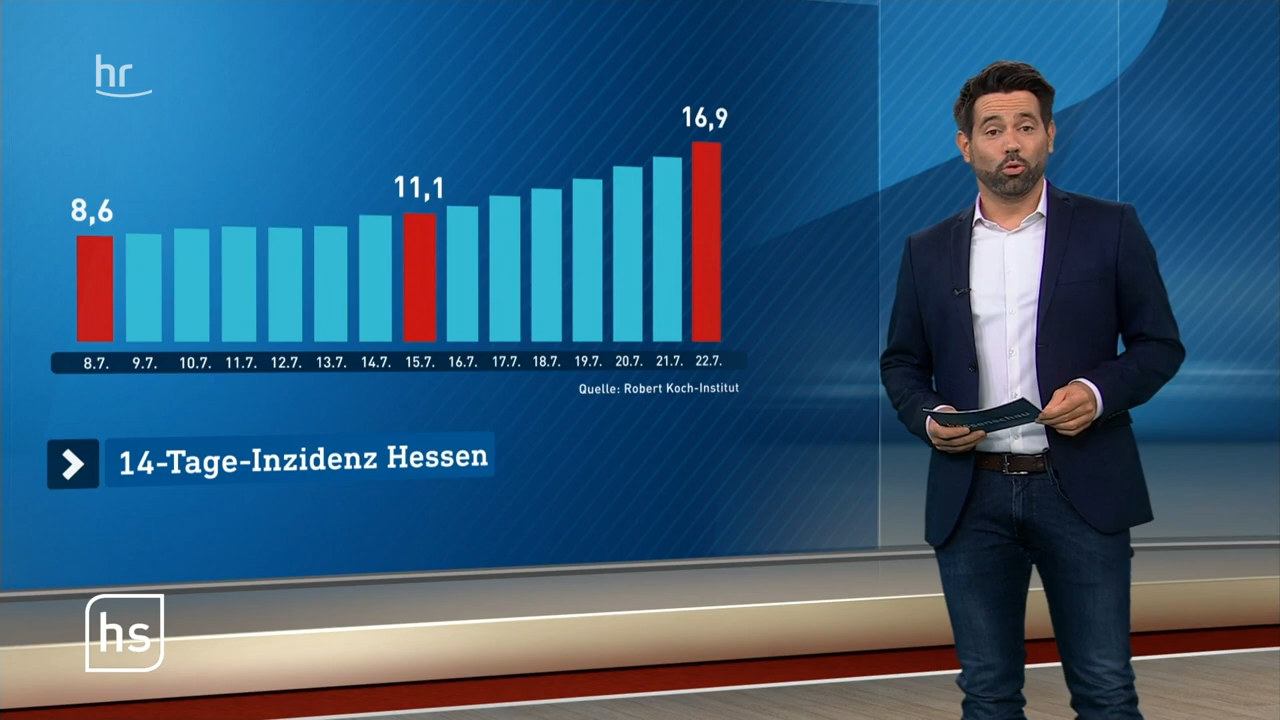 hr
16,9
11,1
8,6
8.7. 9.7. 10.7. 11.7. 12.7. 13.7. 14.7. 15.7. 16.7. 17.7. 18.7. 19.7. 20.7. 21.7. 22.7.
Quelle: Robert Koch-Institut
14-Tage-Inzidenz Hessen
hs